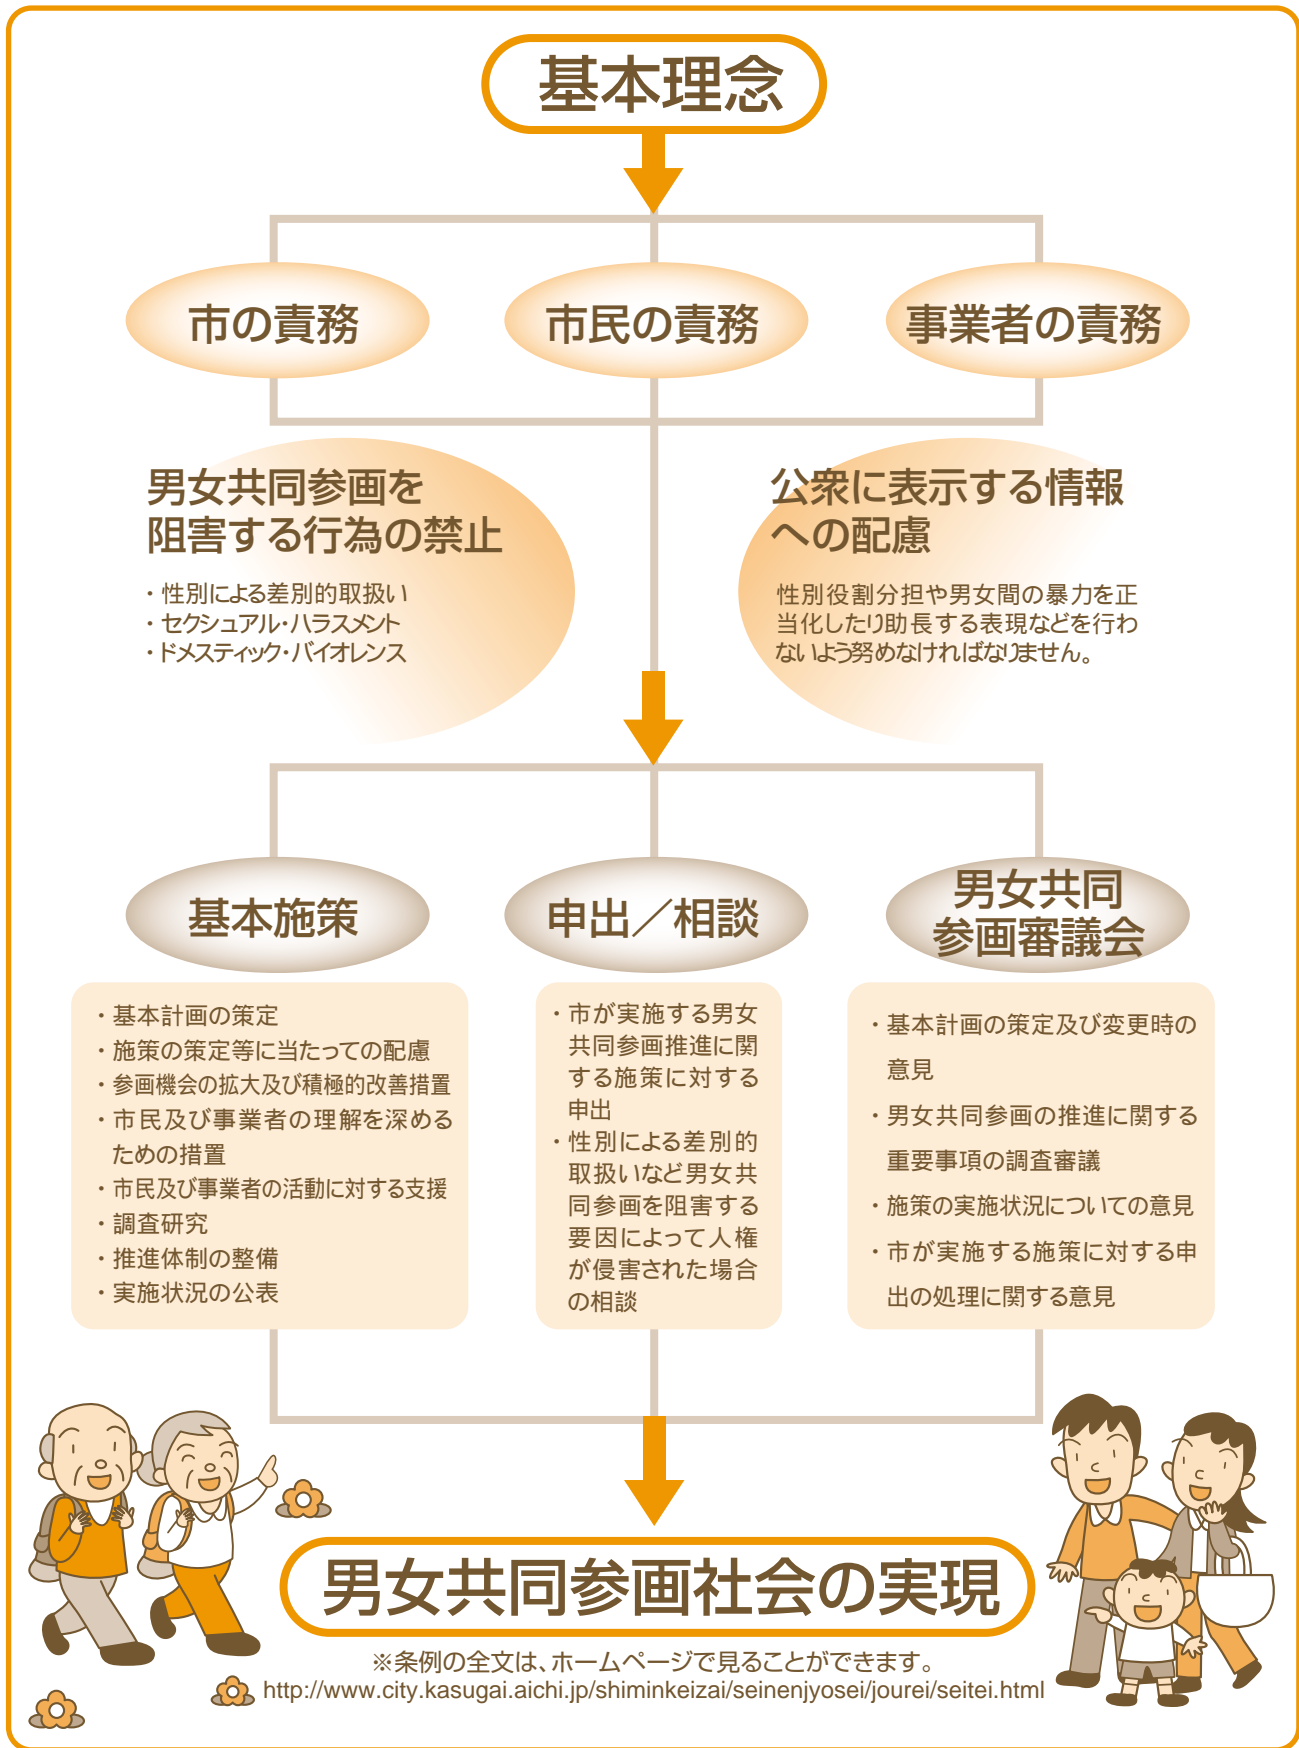 基本理念
市の責務
市民の責務
事業者の責務
男女共同参画を
阻害する行為の禁止
・性別による差別的取扱い
・セクシュアル・ハラスメント
・ドメスティック・バイオレンス
公衆に表示する情報
への配慮
性別役割分担や男女間の暴力を正
当化したり助長する表現などを行わ
ないよう努めなければなりません。
基本施策
・基本計画の策定
・施策の策定等に当たっての配慮
・参画機会の拡大及び積極的改善措置
・市民及び事業者の理解を深める
ための措置
・市民及び事業者の活動に対する支援
・調査研究
・推進体制の整備
・実施状況の公表
申出／相談
・市が実施する男女
共同参画推進に関
する施策に対する
申出
・性別による差別的
取扱いなど男女共
同参画を阻害する
要因によって人権
が侵害された場合
の相談
男女共同
参画審議会
・基本計画の策定及び変更時の
意見
・男女共同参画の推進に関する
重要事項の調査審議
・施策の実施状況についての意見
・市が実施する施策に対する申
出の処理に関する意見
男女共同参画社会の実現
※条例の全文は、ホームページで見ることができます。
http://www.city.kasugai.aichi.jp/shiminkeizai/seinenjyosei/jourei/seitei.html